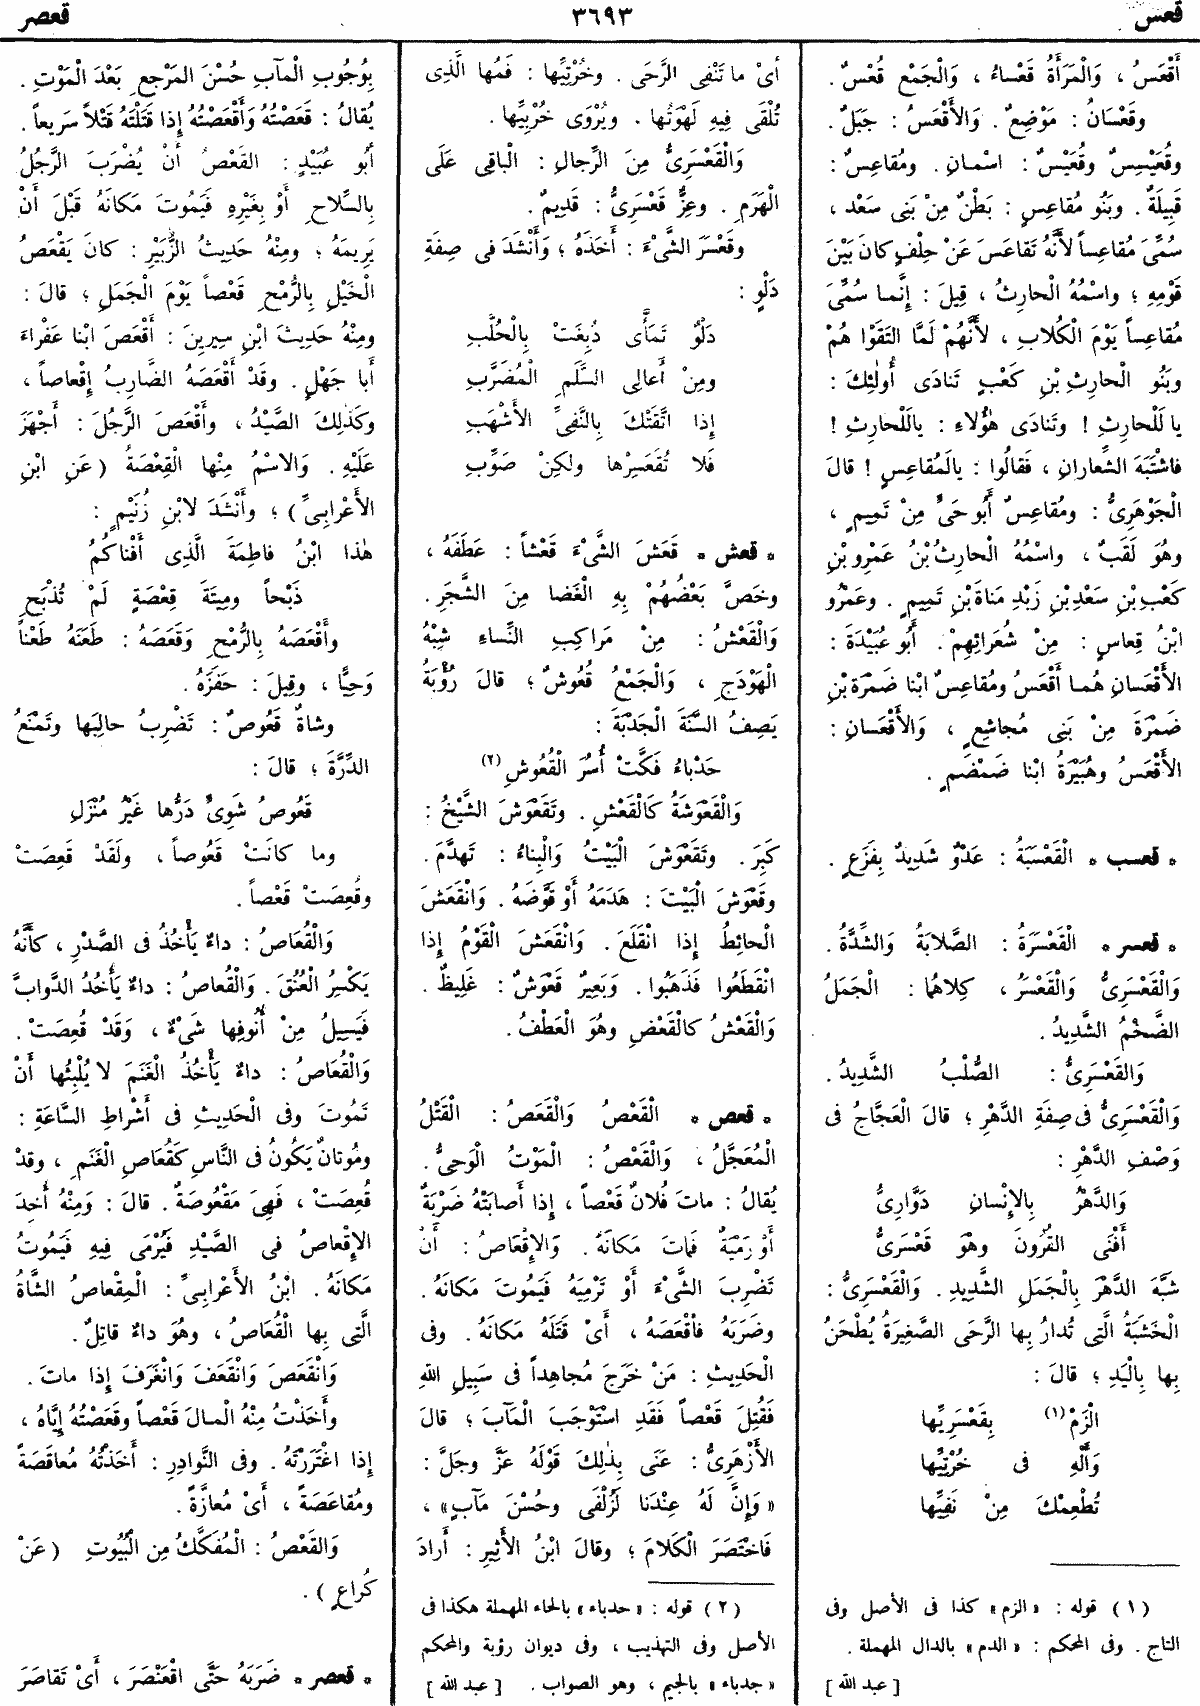 قعس
٣٦٩٣
قعصر
أَقْعَسُ ، وَالْمَرَأَةُ قَعْساءُ ، وَالْجَمْع قُعْسٌ .
وقَعْسَانُ : مَوْضِعٌ . وَالأَقْعَسُ : جَبَلٌ .
وقُعَيْسِيسٌ وقُعَيْسٌ : اسْمانِ . ومُقاعِسٌ :
قَبِيلَةٌ . وبَنُو مُقاعِسٍ : بَطْنٌ مِنْ بَنِى سَعْد ،
سُمِّىَ مُقاعِساً لأَنَّهُ تَقاعَسَ عَنْ حِلْفٍ كانَ بَيْنَ
قَوْمِهِ ؛ واسْمُهُ الْحارِثُ ، قِيلَ : إِنَّما سُمِّىَ
مُقاعِساً يَوْمَ الْكُلابِ ، لأَنَّهُمْ لَمَّا الْتَقَوْا هُمْ
وبَنُو الْحارِثِ بْنِ كَعْبٍ تَنادَى أُولٰئِكَ :
يا لَلْحارِثِ ! وتَنادَى هٰؤُلاءِ : يالَلْحارِثِ !
فاشْتَبَهَ الشِّعارانِ ، فَقالُوا : يالَمُقاعِسٍ ! قالَ
الْجَوْهَرِىُّ : ومُقاعِسٌ أَبُو حَىٍّ مِنْ تَمِيمٍ ،
وهُوَ لَقَبٌ ، واسْمُهُ الْحارِثُ بْنُ عَمْرِو بْنِ
كَعْبِ بْنِ سَعْدِ بْنِ زَيْدِ مَناةَ بْنِ تَمِيمٍ . وعَمْرُو
ابْنُ قِعاسٍ : مِنْ شُعَرائِهِمْ . أَبُو عُبَيْدَةَ :
الأَقْعَسانِ هُما أَقْعَسُ ومُقاعِسٌ ابْنا ضَمْرَةَ بْنِ
ضَمْرَةَ مِنْ بَنِى مُجاشِعٍ ، وَالأَقْعَسانِ :
الأَقْعَسُ وهُبَيْرَةُ ابْنا ضَمْضَمٍ .
* قعسب * الْقَعْسَبَةُ : عَدْوٌ شَدِيدٌ بِفَزَعٍ .
* قعسر * الْقَعْسَرَةُ : الصَّلابَةُ وَالشِّدَّةُ .
وَالْقَعْسَرِىُّ وَالْقَعْسَرُ ، كِلاهُما : الْجَمَلُ
الضَّخْمُ الشَّدِيدُ .
وَالْقَعْسَرِىُّ : الصُّلْبُ الشَّدِيدُ .
وَالْقَعْسَرِىُّ فى صِفَةِ الدَّهْرِ ؛ قالَ الْعَجَّاجُ فى
وَصْفِ الدَّهْرِ :
وَالدَّهْرُ بِالإِنْسانِ دَوَّارِىُّ
أَفْنَى الْقُرُونَ وهْوَ قَعْسَرِىُّ
شَبَّهَ الدَّهْرَ بِالْجَمَلِ الشَّدِيدِ . وَالْقَعْسَرِىُّ :
الْخَشَبَةُ الَّتِى تُدارُ بِها الرَّحَى الصَّغِيرَةُ يُطْحَنُ
بِها بِالْيَدِ ؛ قالَ :
الْزَمْ (١) بِقَعْسَرِيِّها
وَأَلْهِ فى خُرْتِيِّها
تُطْعِمْكَ مِنْ نَفِيِّها
(١) قوله : « الزم » كذا فى الأصل وفى
التاج . وفى المحكم : « الدم » بالدال المهملة .
[ عبد الله ]
أىْ ما تَنْفِى الرَّحَى . وخُرْتِيُّها : فَمُها الَّذِى
تُلْقَى فِيهِ لَهْوَتُها . ويُرْوَى خُرْبِيُّها .
وَالْقَعْسَرِىُّ مِنَ الرِّجالِ : الْباقِى عَلَى
الْهَرَمِ . وعِزٌّ قَعْسَرِىٌّ : قَدِيمٌ .
وقَعْسَرَ الشَّىْءَ : أَخَذَهُ ؛ وَأَنْشَدَ فى صِفَةِ
دَلْوٍ :
دَلْوٌ تَمَأَّى دُبِغَتْ بِالْحُلَّبِ
ومِنْ أَعالِى السَّلَمِ الْمُضَرَّبِ
إِذا اتَّقَتْكَ بِالنَّفِىِّ الأَشْهَبِ
فَلا تُقَعْسِرْها ولكِنْ صَوِّبِ
* قعش * قَعَشَ الشَّىْءَ قَعْشاً : عَطَفَهُ ،
وخَصَّ بَعْضُهُمْ بِهِ الْغَضا مِنَ الشَّجَرِ .
وَالْقَعْشُ : مِنْ مَراكِبِ النِّساءِ شِبْهُ
الْهَوْدَجِ ، وَالْجَمْعُ قُعُوشٌ ؛ قالَ رُؤْبَةُ
يَصِفُ السَّنَةَ الْجَدْبَةَ :
حَدْباءُ فَكَّتْ أُسُرَ الْقُعُوشِ (٢)
وَالْقَعْوَشَةُ كَالْقَعْشِ . وتَقَعْوَشَ الشَّيْخُ :
كَبِرَ . وتَقَعْوَشَ الْبَيْتُ وَالْبِناءُ : تَهدَّمَ .
وقَعْوَشَ الْبَيْتَ : هَدَمَهُ أَوْ قَوَّضَهُ . وَانْقَعَشَ
الْحائِطُ إِذا انْقَلَعَ . وَانْقَعَشَ الْقَوْمُ إِذا
انْقَطَعُوا فَذَهَبُوا . وَبَعِيرٌ قَعْوَشٌ : غَلِيظٌ .
وَالْقَعْشُ كالْقَعْضِ وهُوَ الْعَطْفُ .
* قعص * الْقَعْصُ وَالْقَعَصُ : الْقَتْلُ
الْمُعَجَّلُ ، وَالْقَعْصُ : الْمَوْتُ الْوَحِىُّ .
يُقالُ : ماتَ فُلانٌ قَعْصاً ، إِذا أَصابَتْهُ ضَرْبَةٌ
أَوْ رَمْيَةٌ فَماتَ مَكانَهُ . وَالإِقْعَاصُ : أَنْ
تَضْرِبَ الشَّىْءَ أَوْ تَرْمِيَهُ فَيَمُوتَ مَكانَهُ .
وضَرَبَهُ فأَقْعَصَهُ ، أَىْ قَتَلَهُ مَكانَهُ . وفى
الْحَدِيثِ : مَنْ خَرَجَ مُجاهِداً فى سَبِيلِ اللهِ
فَقُتِلَ قَعْصاً فَقَدِ اسْتَوْجَبَ الْمَآبَ ؛ قالَ
الأَزْهَرِىُّ : عَنَى بِذٰلِكَ قَوْلَهُ عَزَّ وجَلَّ :
« وَإِنَّ لَهُ عِنْدَنا لَزُلْفَى وحُسْنَ مَآبٍ » ،
فَاخْتَصَرَ الْكَلامَ ؛ وقالَ ابْنُ الأَثِيرِ : أَرادَ
(٢) قوله : « حدباء » بالحاء المهملة هكذا فى
الأصل وفى التهذيب ، وفى ديوان رؤبة والمحكم
« جدباء » بالجيم ، وهو الصواب . [ عبد الله ]
بِوُجُوبِ الْمآبِ حُسْنَ الْمَرْجِعِ بَعْدَ الْمَوْتِ .
يُقالُ : قَعَصْتُهُ وَأَقْعَصْتُهُ إِذا قَتَلْتَهُ قَتْلاً سَرِيعاً .
أَبُو عُبَيْدٍ : الْقَعْصُ أَنْ يُضْرَبَ الرَّجُلُ
بِالسِّلاحِ أَوْ بِغَيْرِهِ فَيَمُوتَ مَكانَهُ قَبْلَ أَنْ
يَرِيمَهُ ؛ ومِنْهُ حَدِيثُ الزُّبَيْرِ : كانَ يَقْعَصُ
الْخَيْلَ بِالرُّمْحِ قَعْصاً يَوْمَ الْجَمَلِ ؛ قالَ :
ومِنْهُ حَدِيثَ ابْنِ سِيرِينَ : أَقْعَصَ ابْنا عَفْراءَ
أَبا جَهْلٍ . وقَدْ أَقْعَصَهُ الضَّارِبُ إِقْعاصاً ،
وكَذٰلِكَ الصَّيْدُ ، وأَقْعَصَ الرَّجُلَ : أَجْهَزَ
عَلَيْهِ . وَالاسْمُ مِنْها الْقِعْصَةُ ( عَنِ ابْنِ
الأَعْرابِىِّ ) ؛ وأَنْشَدَ لابْنِ زُنَيْمٍ :
هٰذا ابْنُ فاطِمَةَ الَّذِى أَفْناكُمُ
ذَبْحاً ومِيتَةَ قِعْصَةٍ لَمْ تُذْبَحِ
وأَقْعَصَهُ بِالرُّمْحِ وَقَعَصَهُ : طَعَنَهُ طَعْناً
وَحِيًّا ، وقِيلَ : حَفَزَهُ .
وشاةٌ قَعُوصٌ : تَضْرِبُ حالِبَها وتَمْنَعُ
الدِّرَّةَ ؛ قالَ :
قَعُوصُ شَوِىٍّ دَرُّها غَيْرُ مُنْزَلِ
وما كانَتْ قَعُوصاً ، ولَقَدْ قَعِصَتْ
وقُعِصَتْ قَعْصاً .
وَالْقُعَاصُ : داءٌ يَأْخُذُ فى الصَّدْرِ ، كأَنَّهُ
يَكْسِرُ الْعُنُقَ . وَالْقُعاصُ : داءٌ يَأْخُذُ الدَّوابَّ
فَيَسِيلُ مِنْ أُنُوفِها شَىْءٌ ، وَقَدْ قُعِصَتْ .
وَالْقُعَاصُ : داءٌ يَأْخُذُ الْغَنَمَ لا يُلْبِثُها أَنْ
تَمُوتَ وفى الْحَدِيثِ فى أَشْراطِ السَّاعَةِ :
ومُوتانٌ يَكُونُ فى النَّاسِ كَقُعَاصِ الْغَنَمِ ، وقَدْ
قُعِصَتْ ، فَهِىَ مَقْعُوصَةٌ . قالَ : وَمِنْهُ أُخِذَ
الإِقْعاصُ فى الصَّيْدِ فَيُرْمَى فِيهِ فَيَمُوتُ
مَكانَهُ . ابْنُ الأَعْرابِىِّ : الْمِقْعاصُ الشَّاةُ
الَّتِى بِها الْقُعَاصُ ، وهُوَ داءٌ قاتِلٌ .
وَانْقَعَصَ وَانْقَعَفَ وَانْغَرَفَ إِذا ماتَ .
وأَخَذْتُ مِنْهُ الْمالَ قَعْصاً وقَعَصْتُهُ إِيَّاهُ ،
إِذا اغْتَرَرْتَهُ . وفى النَّوادِرِ : أَخَذْتُهُ مُعاقَصَةً
ومُقاعَصَةً ، أَىْ مُعازَّةً .
وَالْقَعْصُ : الْمُفَكَّكُ مِن الْبُيُوتِ ( عَنْ
كُراعٍ ) .
* قعصر * ضَرَبَهُ حَتَّى اقْعَنْصَرَ ، أَىْ تَقاصَرَ